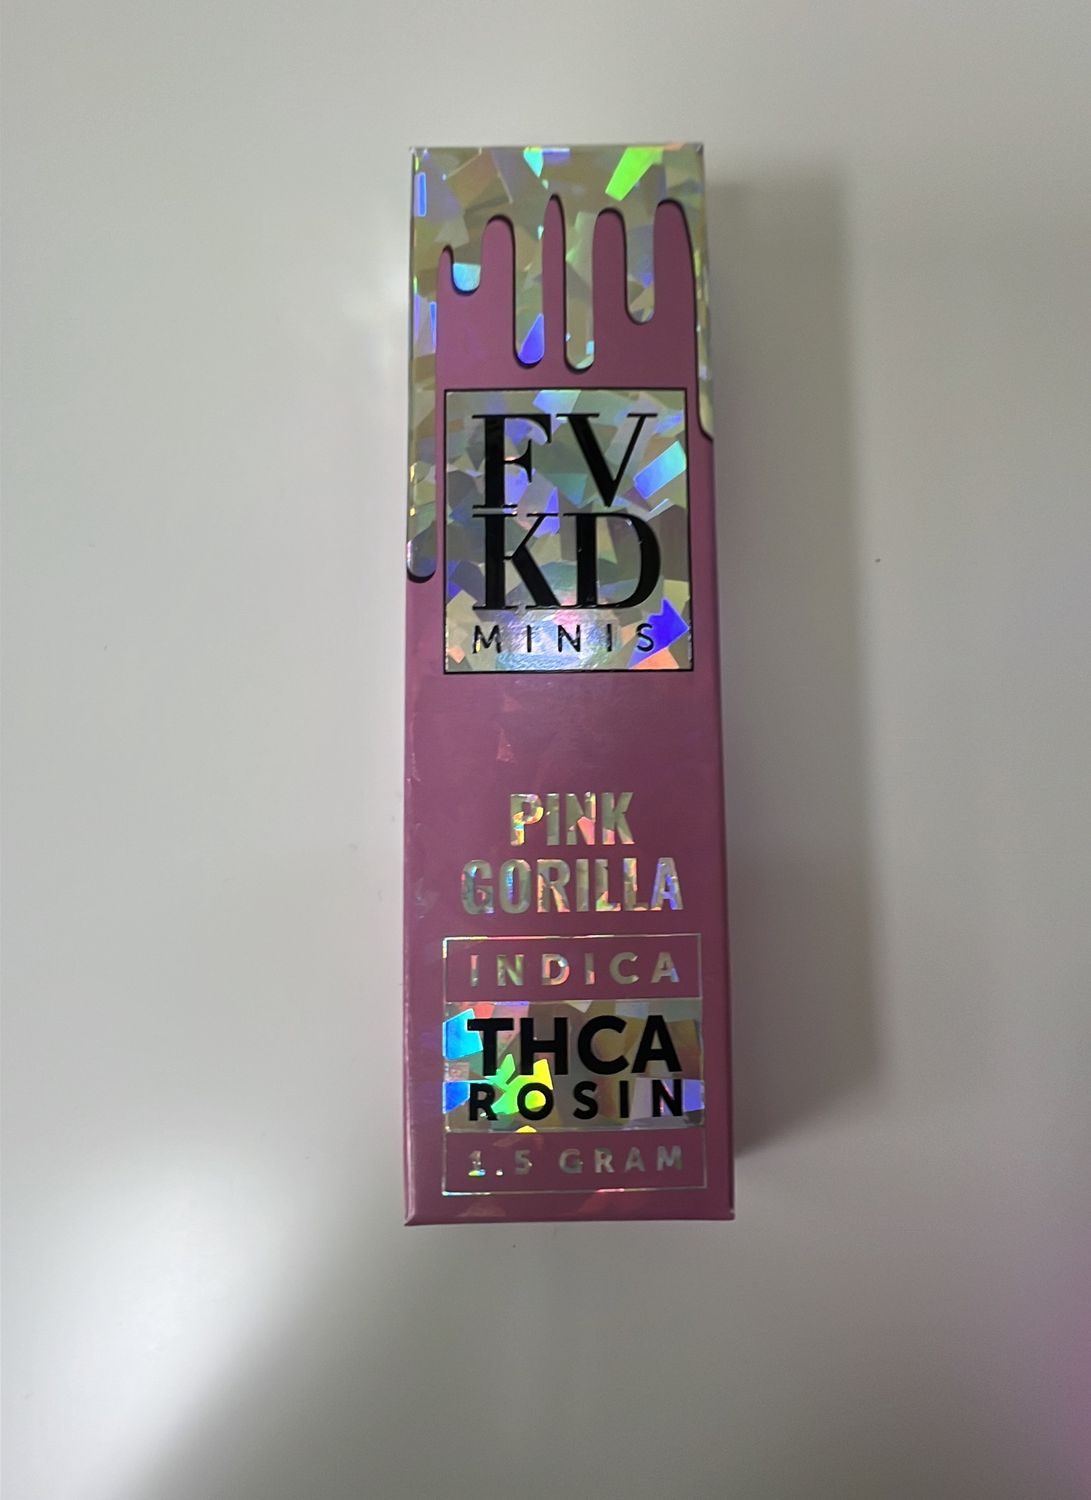 FV
KD
MINIS
PINK
GORILLA
INDICA
THCA
ROSIN
1.5 GRAM